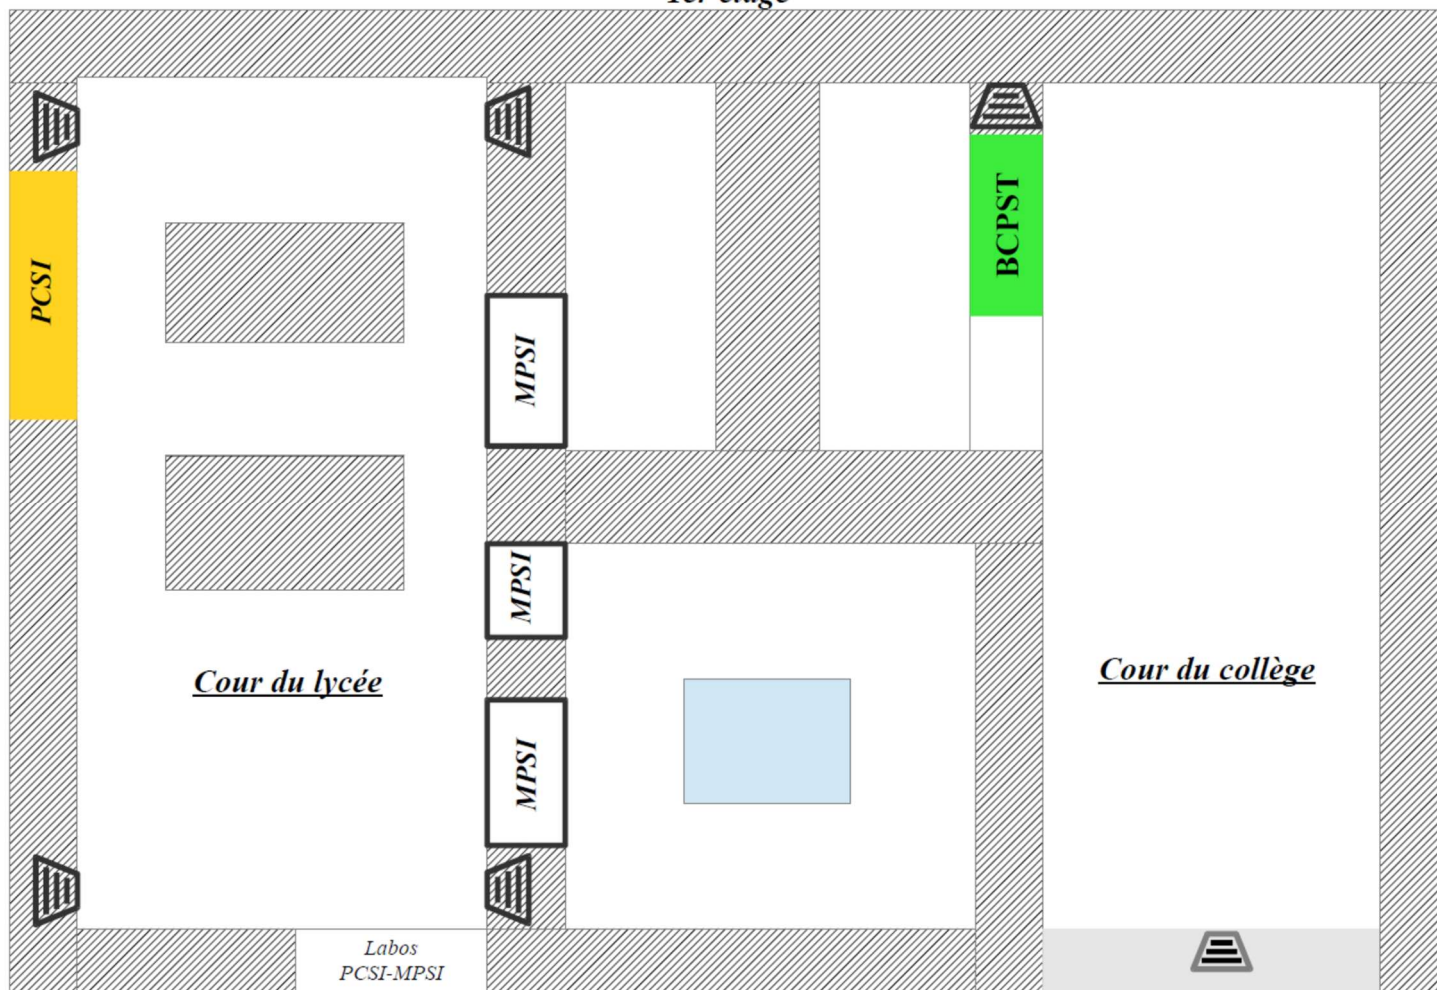 PCSI
MPSI
BCPST
MPSI
Cour du lycée
Cour du collège
MPSI
Labos
PCSI-MPSI